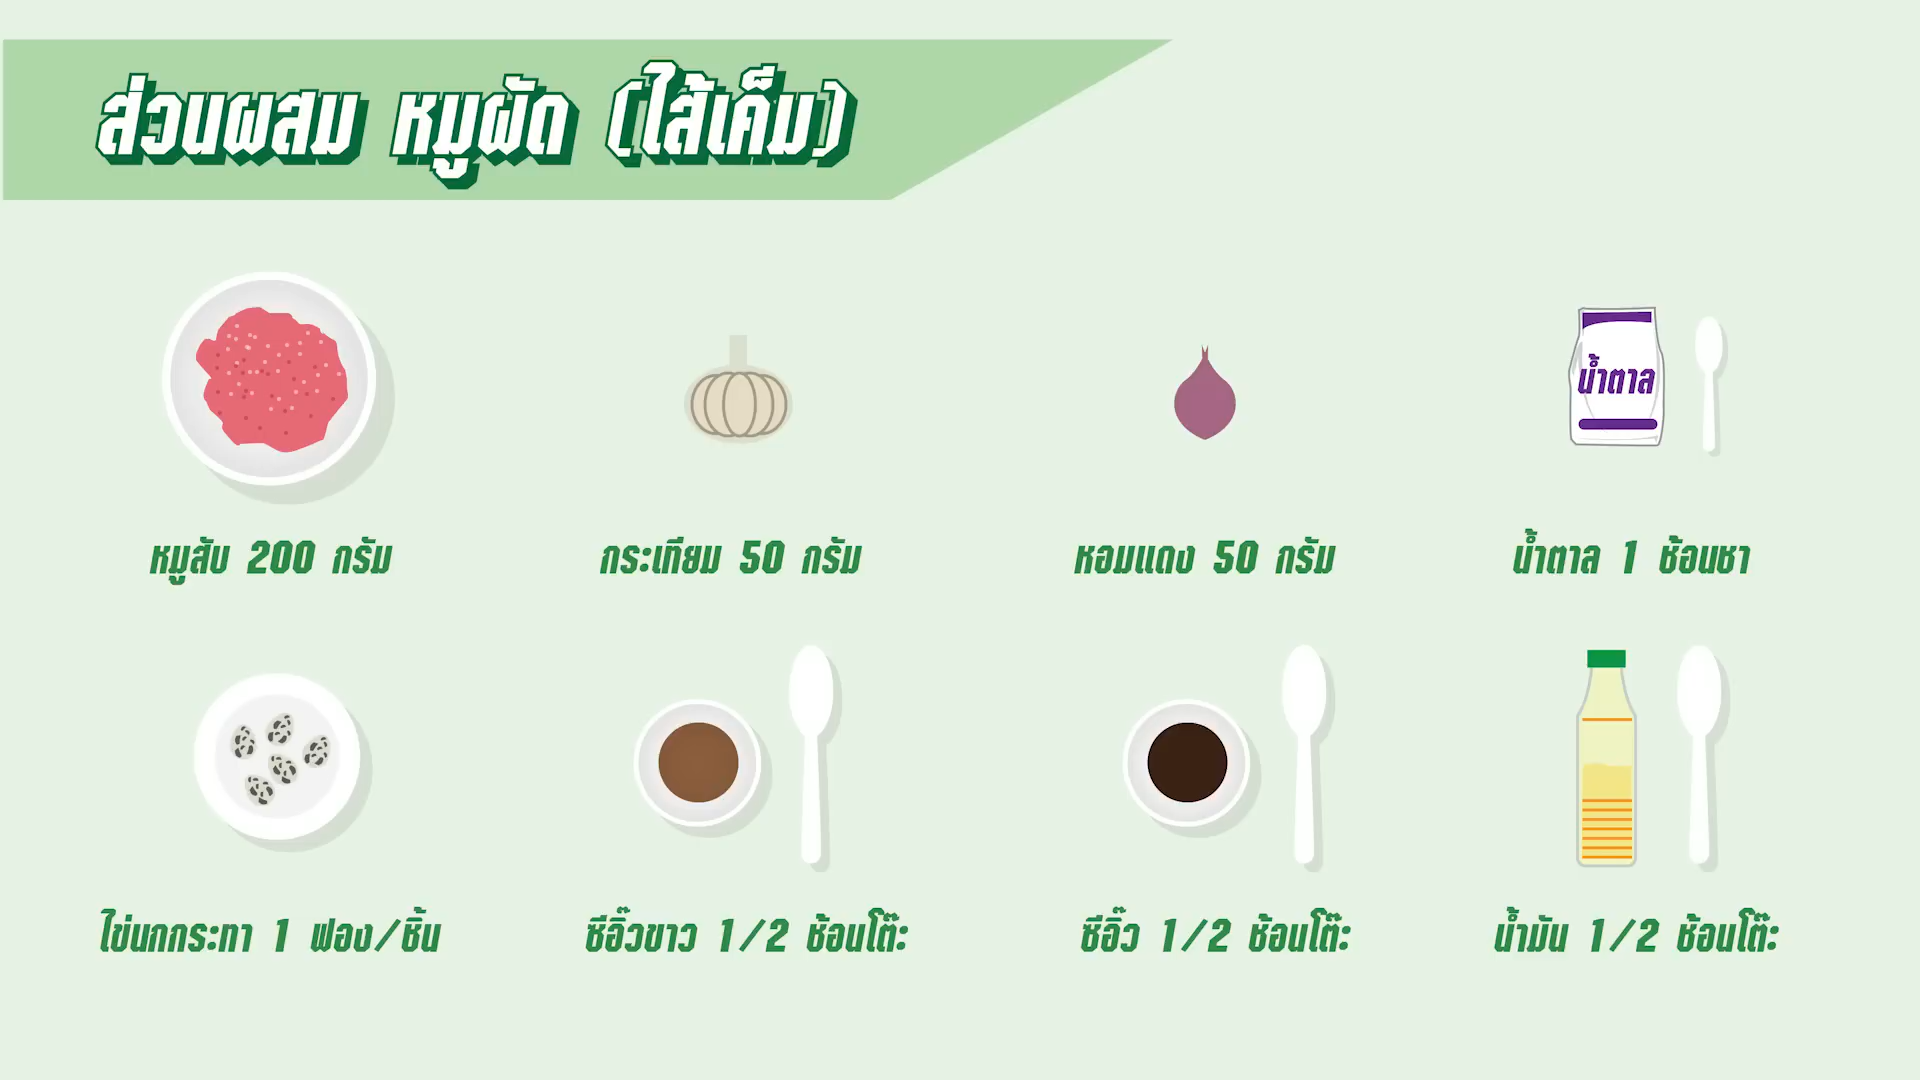 ส่วนผสม หมูผัด (ไส้เค็ม)
น้ำตาล
หมูสับ 200 กรัม
กระเทียม 50 กรัม
หอมแดง 50 กรัม
น้ำตาล 1 ช้อนชา
ไข่นกกระทา 1 ฟอง/ชิ้น
ซีอิ๊วขาว 1/2 ช้อนโต๊ะ
ซีอิ๊ว 1/2 ช้อนโต๊ะ
น้ำมัน 1/2 ช้อนโต๊ะ